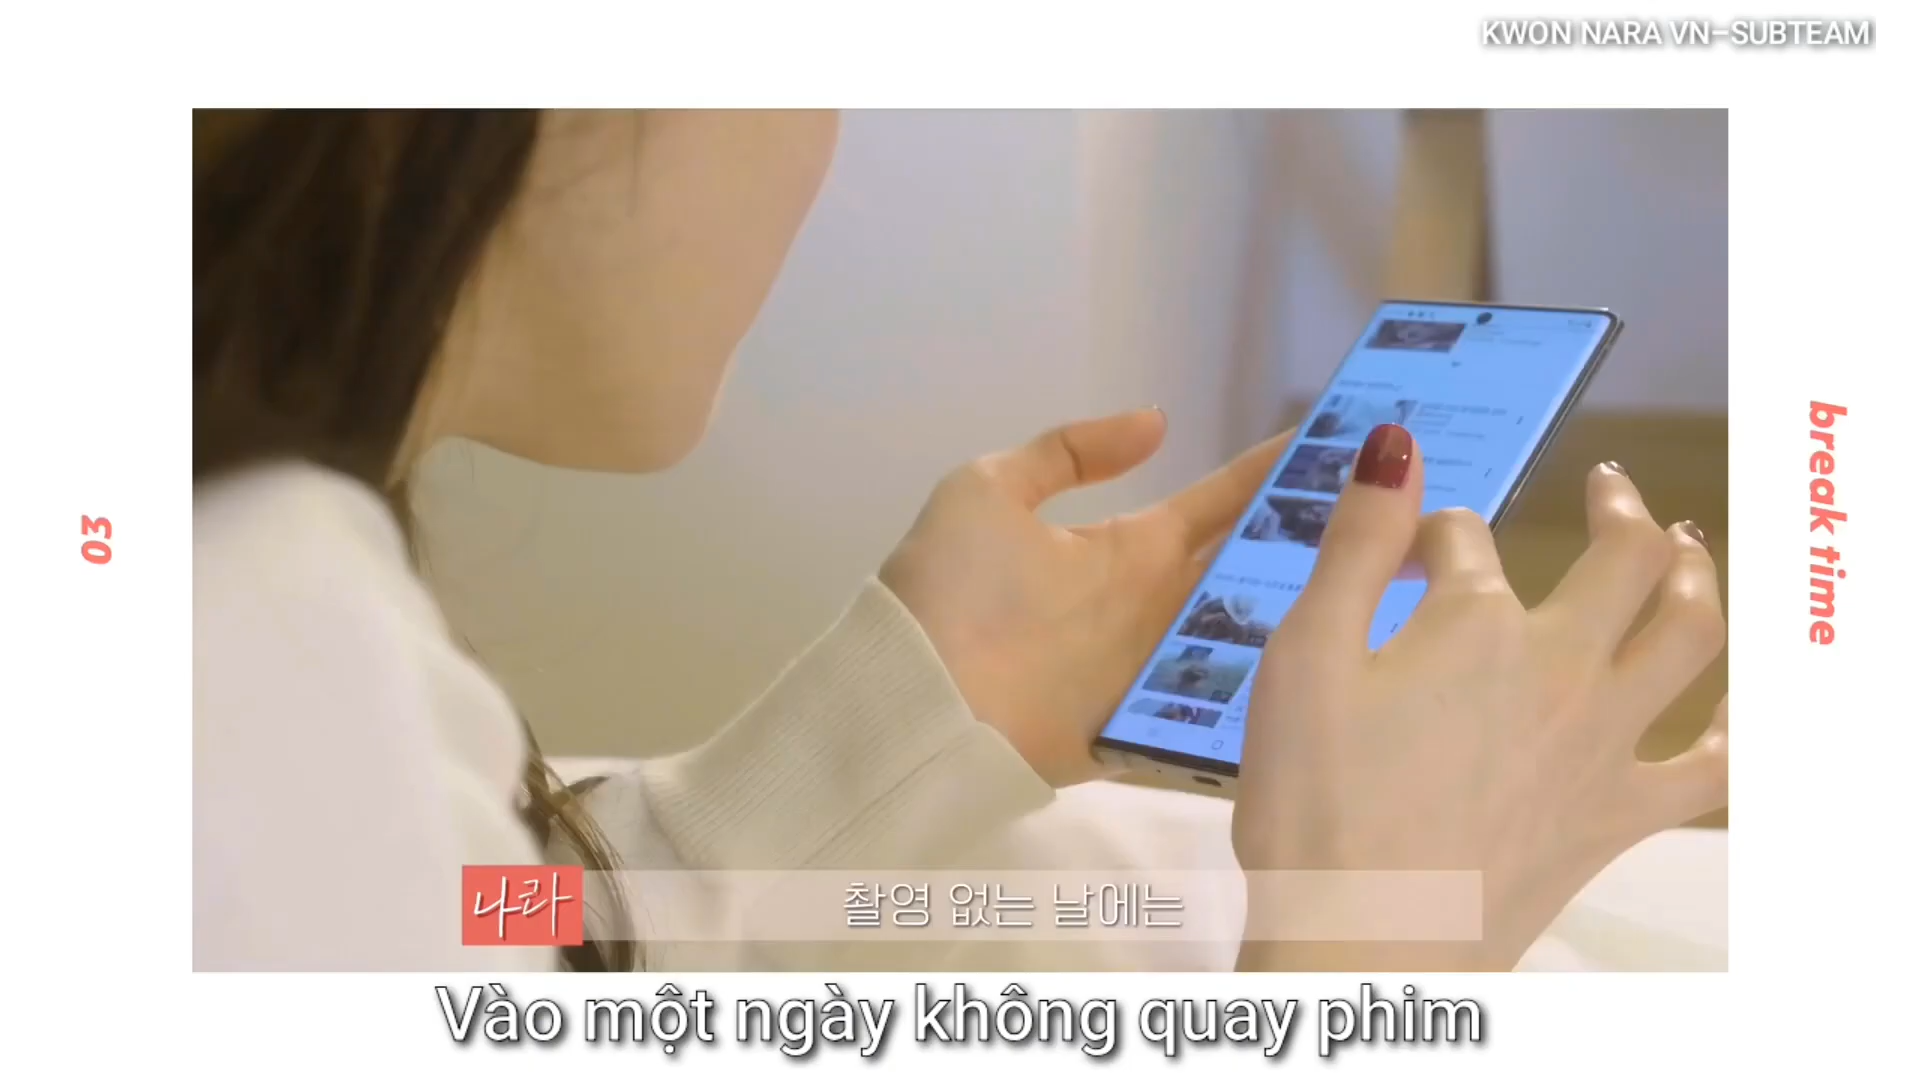 KWON NARA VN-SUBTEAM
03
break time
나라
촬영 없는 날에는
Vào một ngày không quay phim